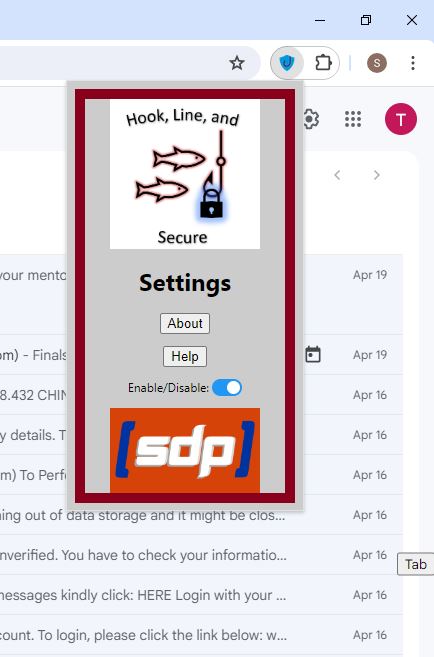 S
T
Hook, Line, and
Secure
Settings
About
Help
Enable/Disable:
[sdp]
your mento
Apr 19
om) - Finals
Apr 19
8.432 CHIN
Apr 16
y details. T
Apr 16
m) To Perf
Apr 16
ning out of data storage and it might be clos...
Apr 16
nverified. You have to check your informatio...
Apr 16
Tab
messages kindly click: HERE Login with your ...
Apr 16
count. To login, please click the link below: w...
Apr 16